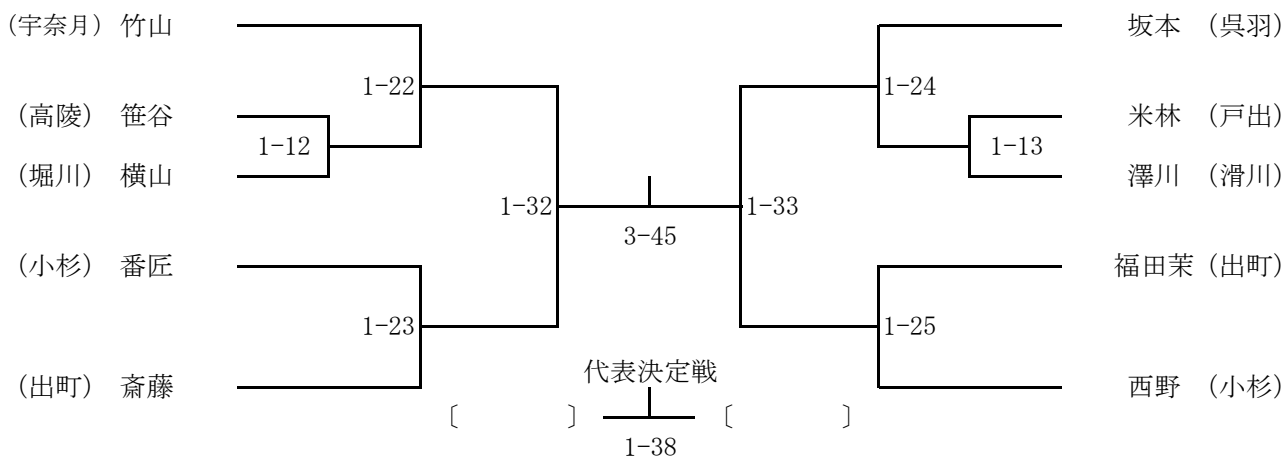 (宇奈月) 竹山 坂本 (呉羽)
1-22 1-24
(高陵) 笹谷 米林 (戸出)
1-12 1-13
(堀川) 横山 澤川 (滑川)
1-32 1-33
3-45
(小杉) 番匠 福田茉 (出町)
1-23 1-25
代表決定戦
(出町) 斎藤 西野 (小杉)
〔 〕 〔 〕
1-38